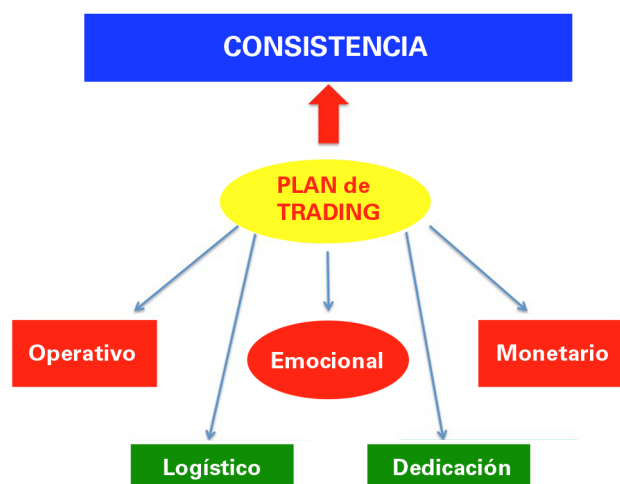 CONSISTENCIA
PLAN de
TRADING
Operativo
Emocional
Monetario
Logístico
Dedicación